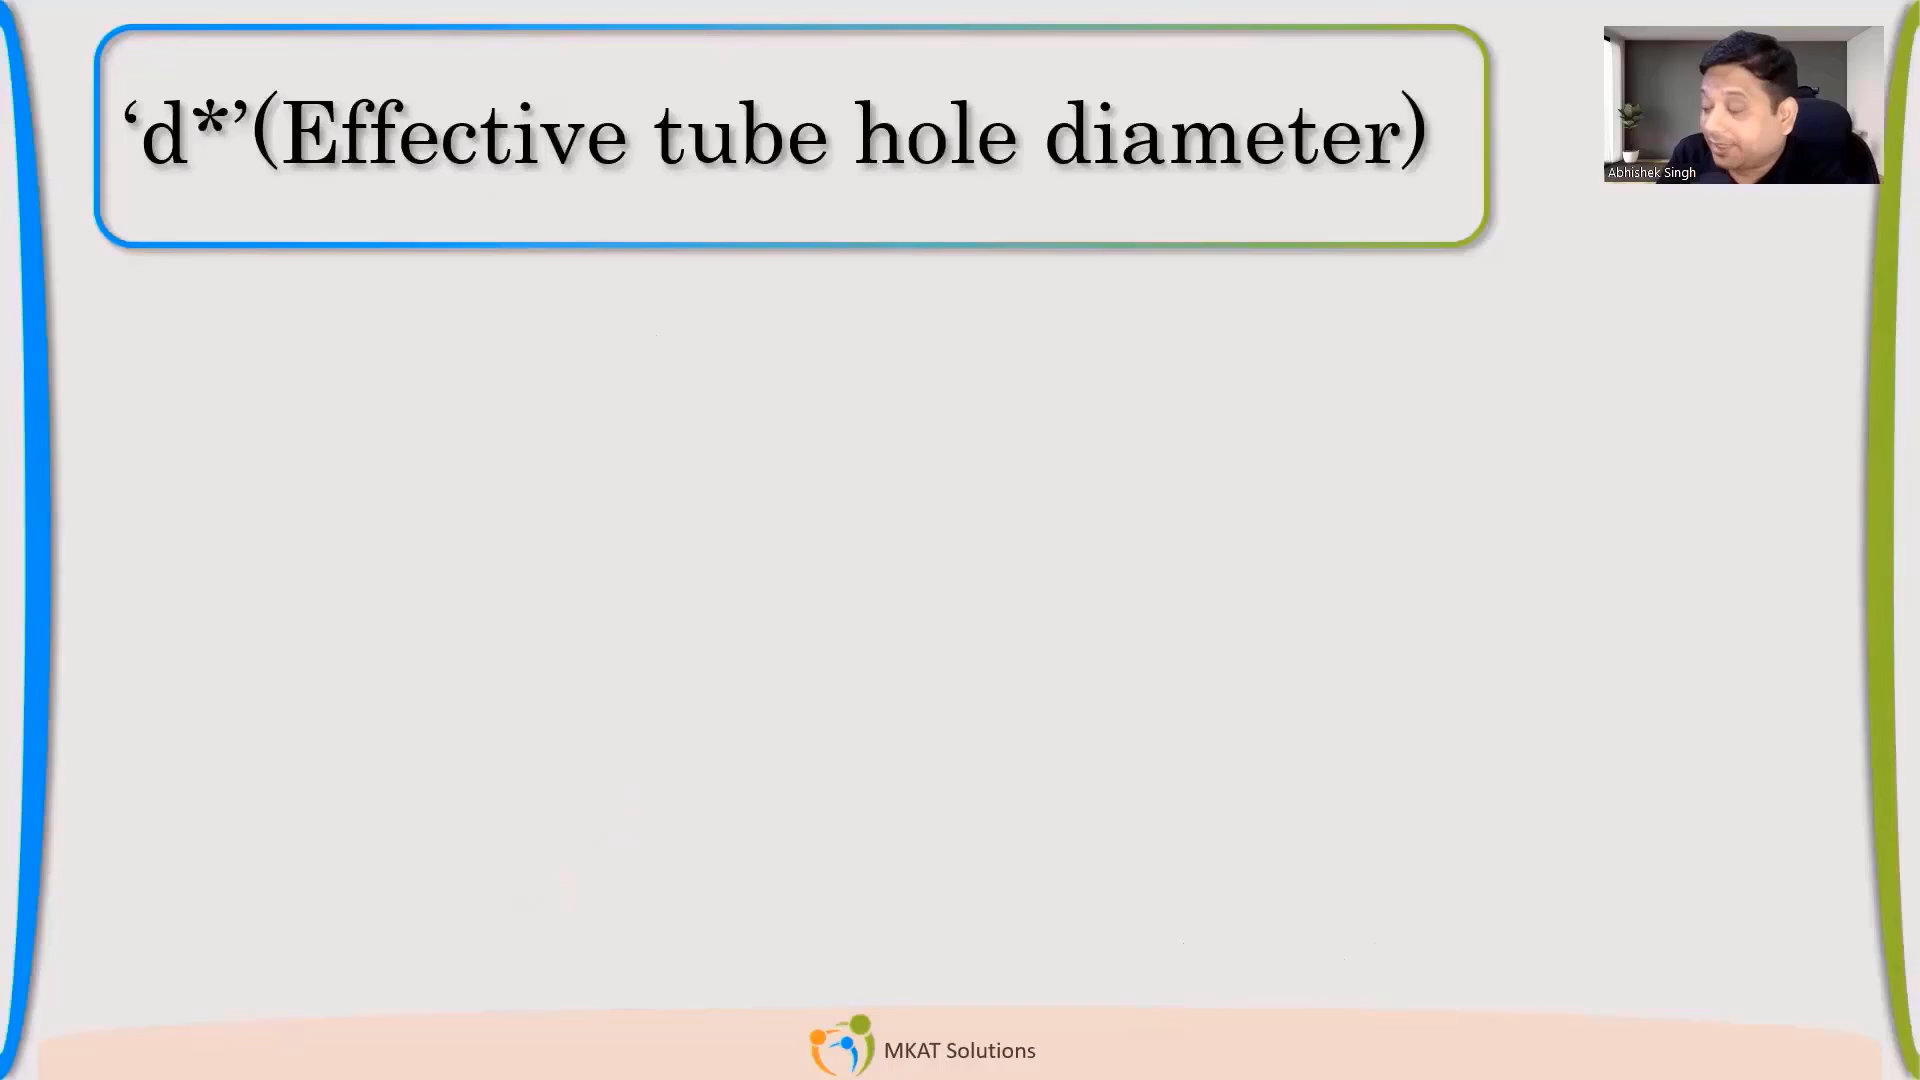 ‘d*’(Effective tube hole diameter)
Abhishek Singh
MKAT Solutions